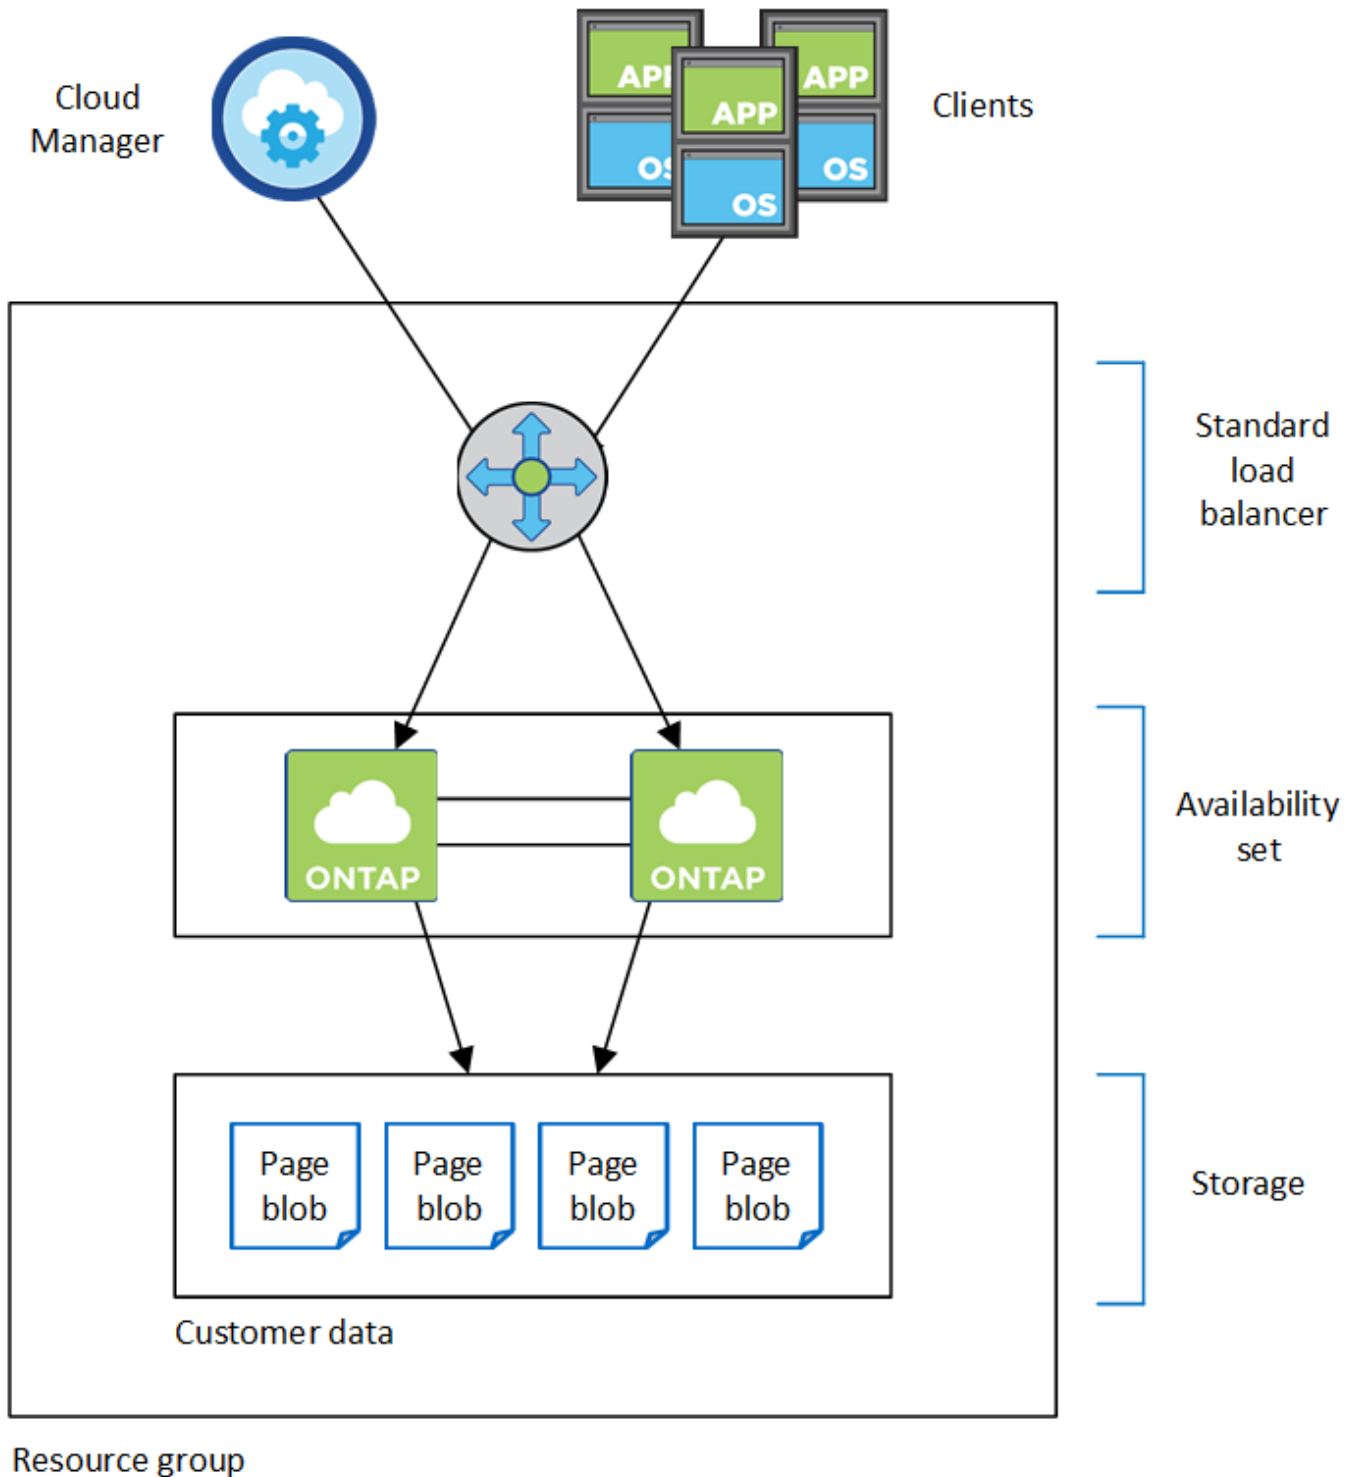 Cloud
Manager
APP
APP
APP
OS
OS
OS
Clients
Standard
load
balancer
ONTAP
ONTAP
Availability
set
Page
blob
Page
blob
Page
blob
Page
blob
Storage
Customer data
Resource group